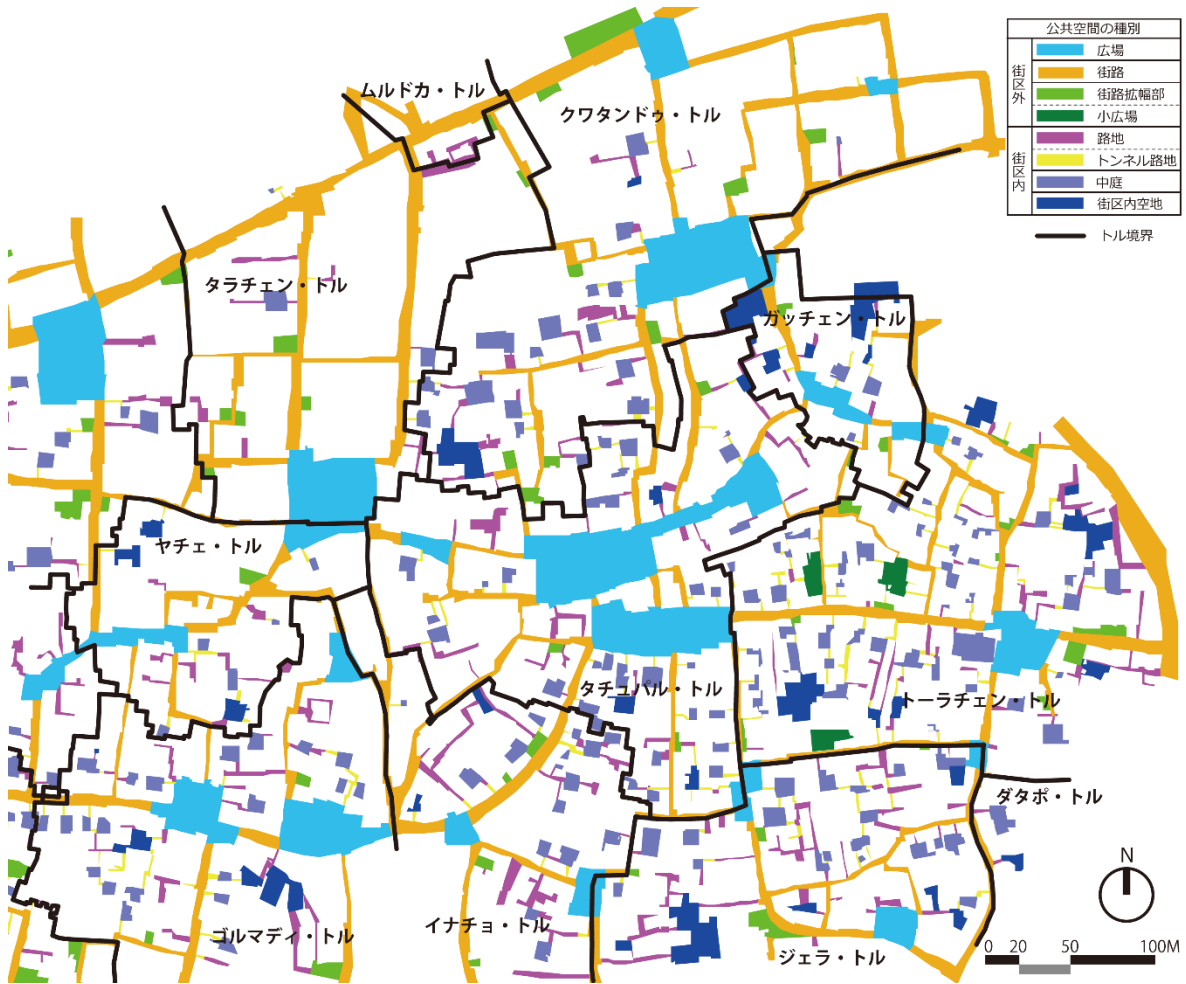 公共空間の種別
街区外
広場
街路
街路拡幅部
小広場
街区内
路地
トンネル路地
中庭
街区内空地
トル境界
ムルドカ・トル
クワタンドゥ・トル
タラチェン・トル
ガッチェン・トル
ヤチェ・トル
タチュパル・トル
トーラチェン・トル
ダタポ・トル
ゴルマディ・トル
イナチョ・トル
ジェラ・トル
N
0 20 50 100M